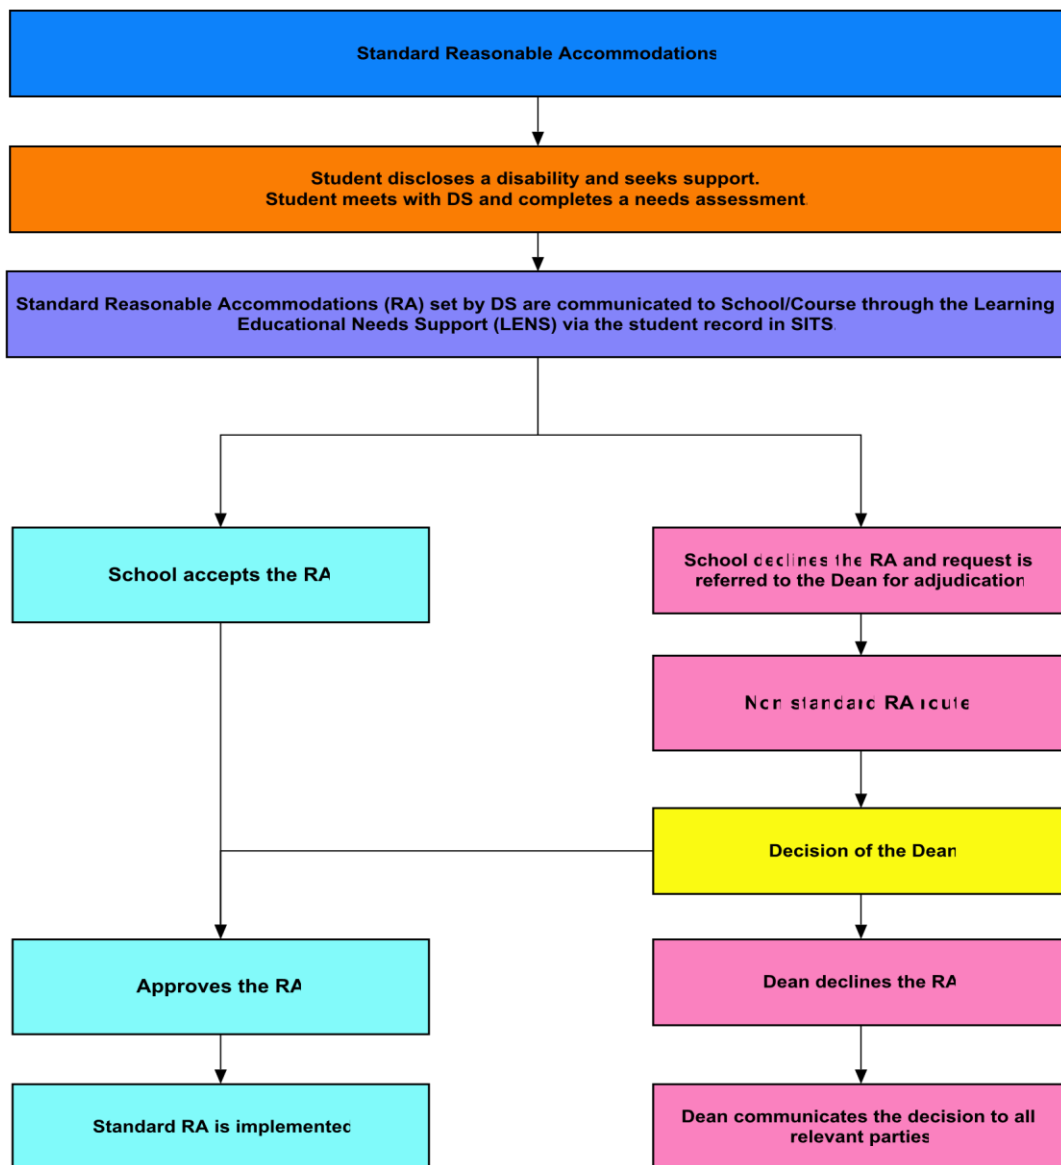 Standard Reasonable Accommodations
Student discloses a disability and seeks support.
Student meets with DS and completes a needs assessment.
Standard Reasonable Accommodations (RA) set by DS are communicated to School/Course through the Learning
Educational Needs Support (LENS) via the student record in SITS.
School accepts the RA
School declines the RA and request is
referred to the Dean for adjudication
Non standard RA route
Decision of the Dean
Approves the RA
Dean declines the RA
Standard RA is implemented
Dean communicates the decision to all
relevant parties